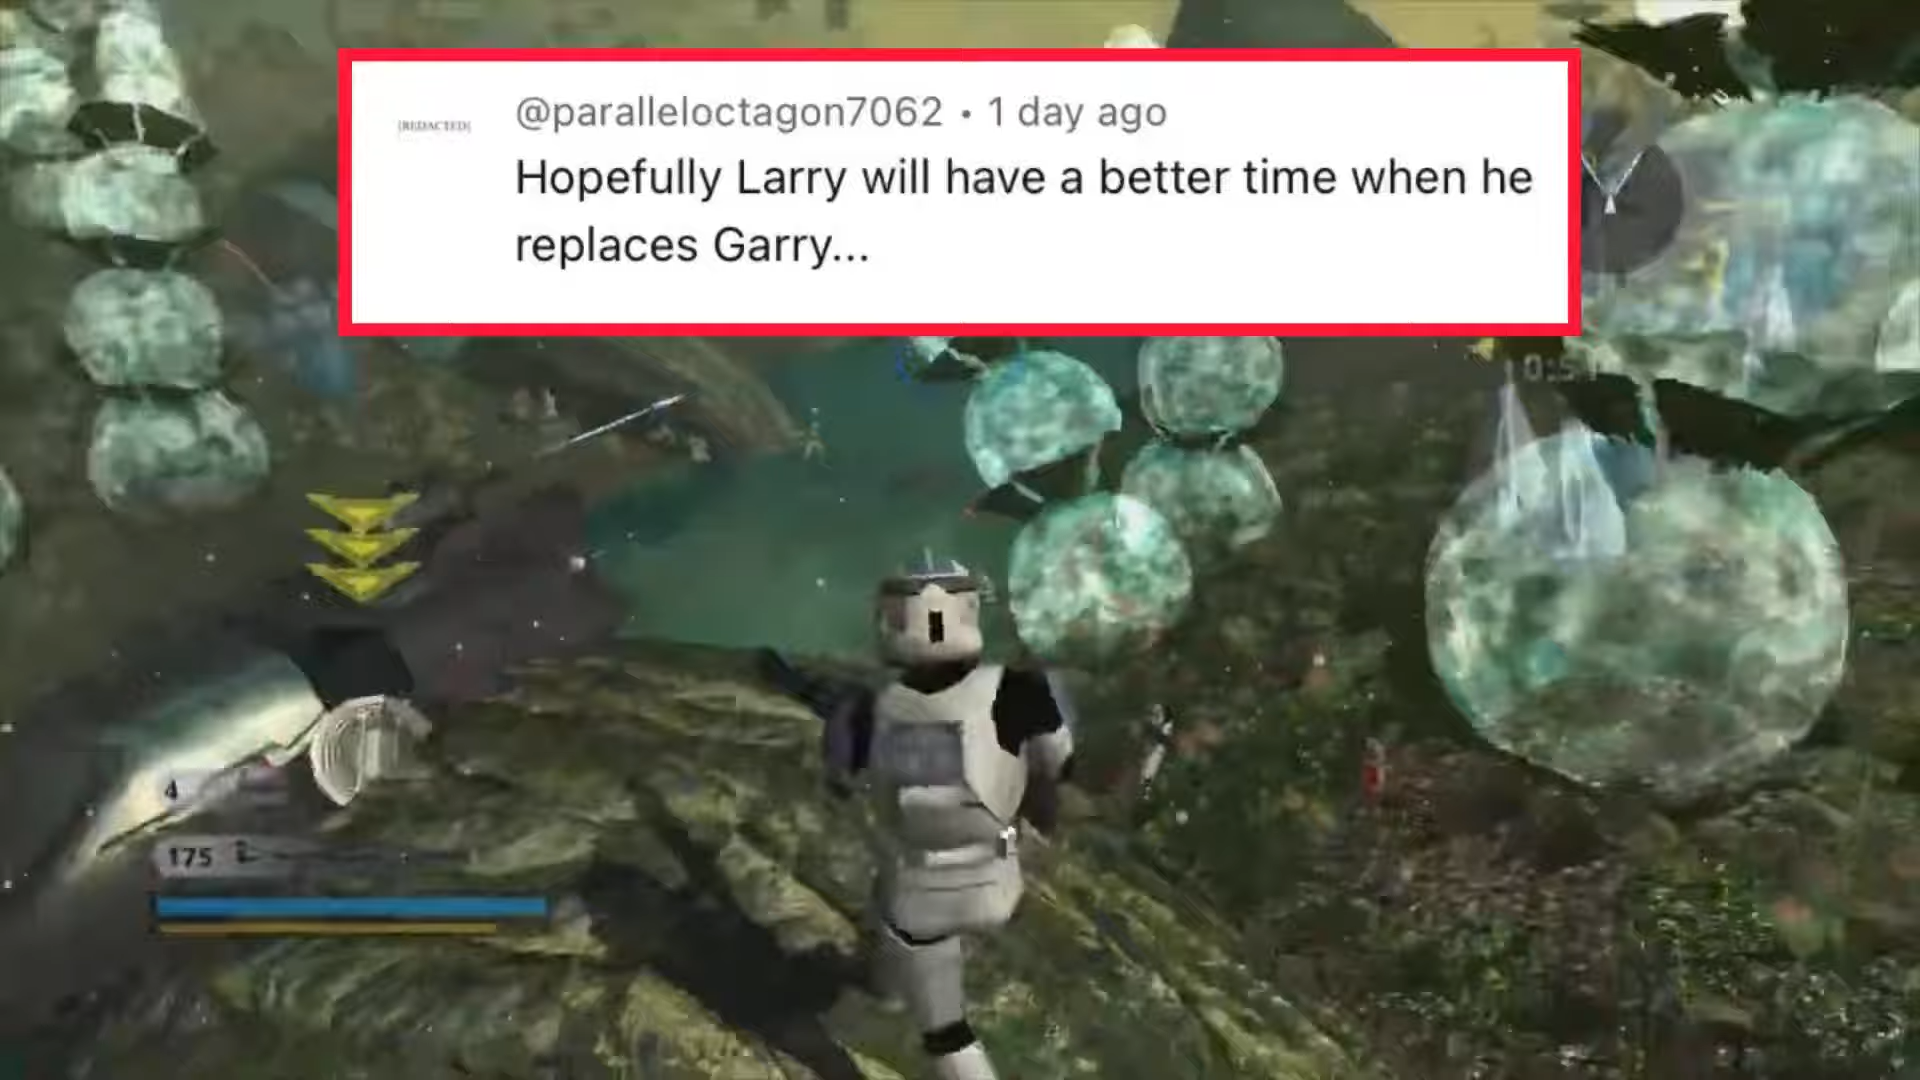 [REDACTED]
@paralleloctagon7062 • 1 day ago
Hopefully Larry will have a better time when he
replaces Garry...
4
175